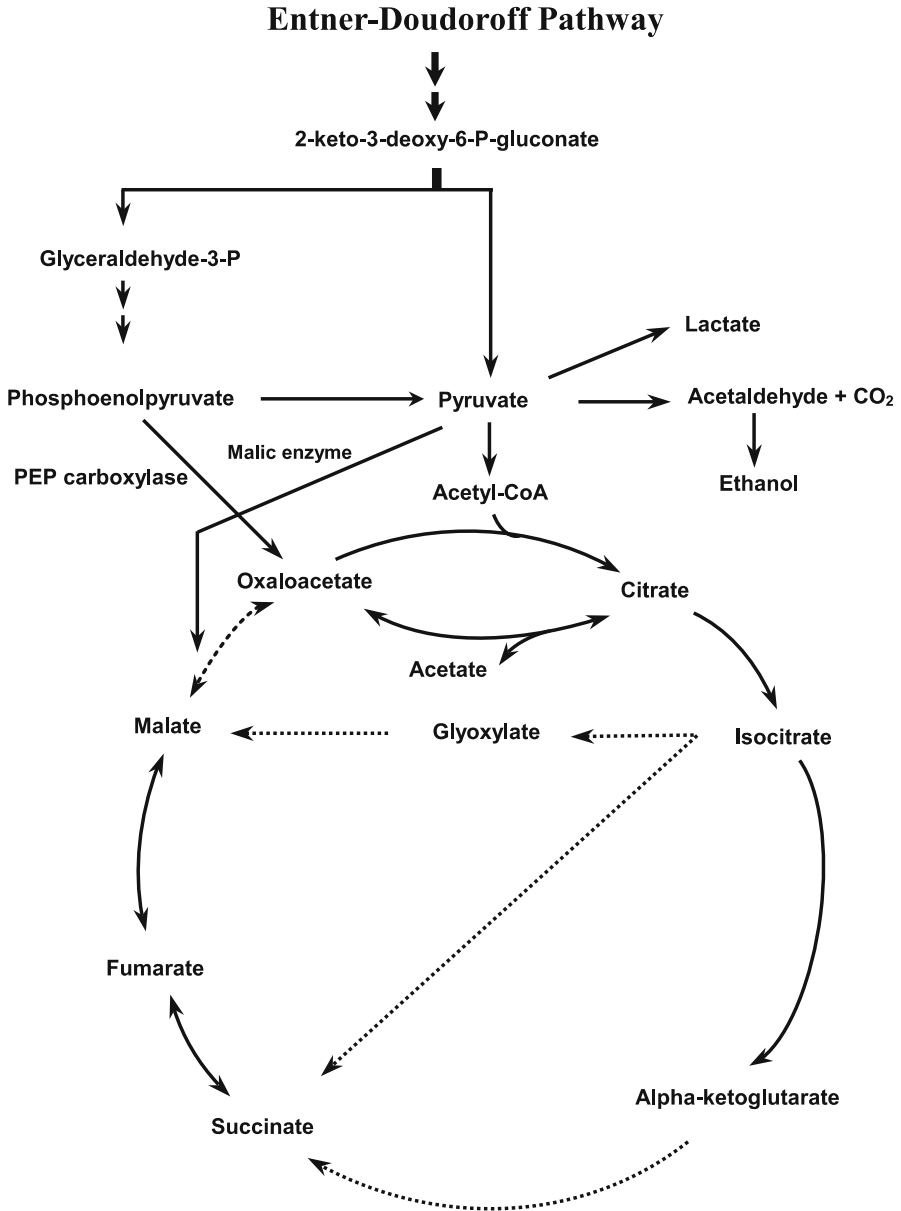 Entner-Doudoroff Pathway
2-keto-3-deoxy-6-P-gluconate
Glyceraldehyde-3-P
Lactate
Phosphoenolpyruvate
Pyruvate
Acetaldehyde + CO₂
Malic enzyme
PEP carboxylase
Acetyl-CoA
Ethanol
Oxaloacetate
Citrate
Acetate
Malate
Glyoxylate
Isocitrate
Fumarate
Alpha-ketoglutarate
Succinate